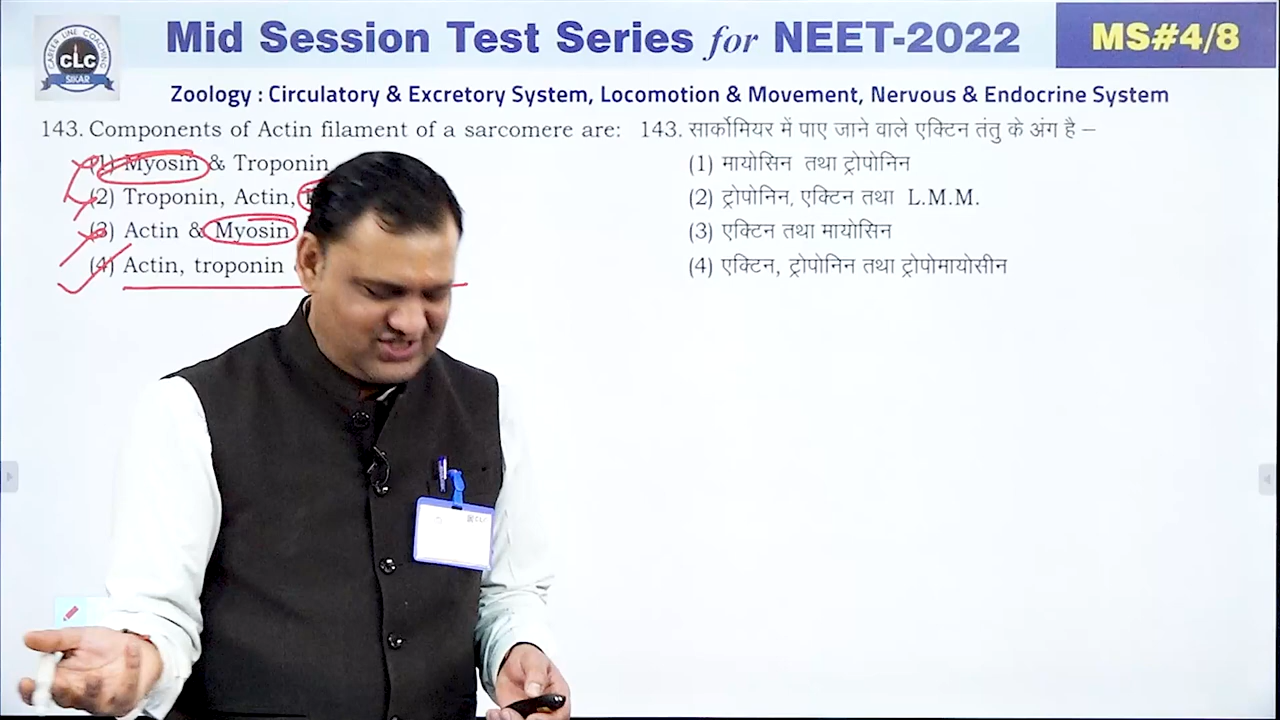 CAREER LINE COACHING
CLC
SIKAR
Mid Session Test Series for NEET-2022
MS#4/8
Zoology : Circulatory & Excretory System, Locomotion & Movement, Nervous & Endocrine System
143. Components of Actin filament of a sarcomere are:
(1) Myosin & Troponin
(2) Troponin, Actin,
(3) Actin & Myosin
(4) Actin, troponin
143. सार्कोमियर में पाए जाने वाले एक्टिन तंतु के अंग है –
(1) मायोसिन तथा ट्रोपोनिन
(2) ट्रोपोनिन, एक्टिन तथा L.M.M.
(3) एक्टिन तथा मायोसिन
(4) एक्टिन, ट्रोपोनिन तथा ट्रोपोमायोसीन